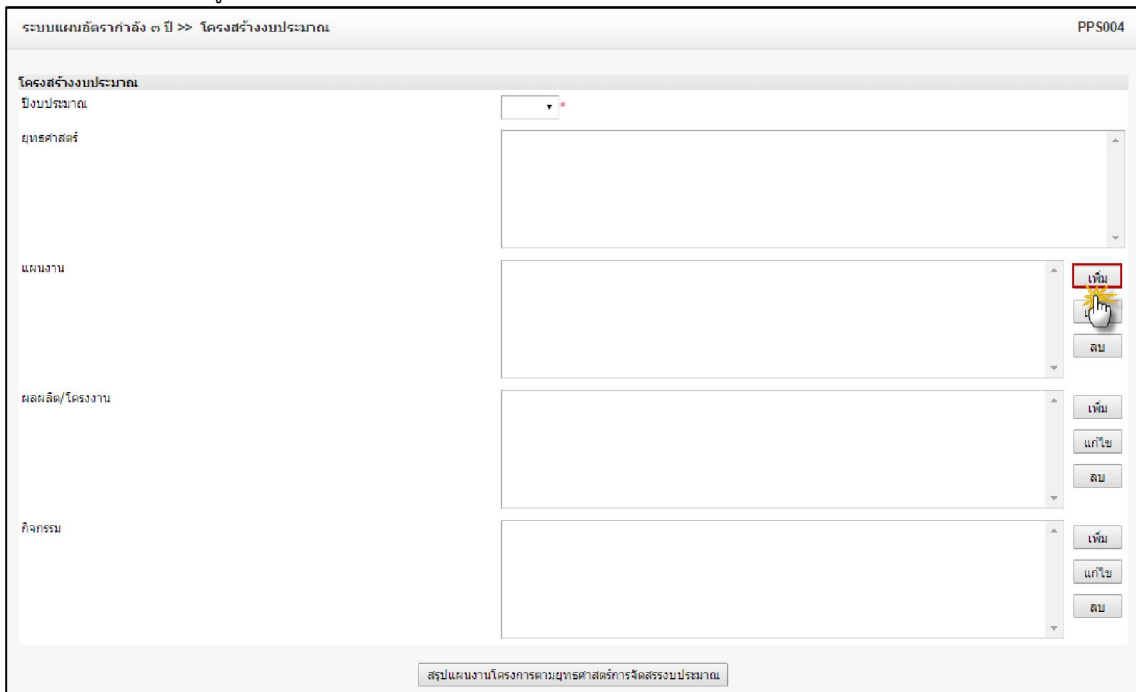 ระบบแผนอัตรากำลัง ๓ ปี >> โครงสร้างงบประมาณ PPS004
โครงสร้างงบประมาณ
ปีงบประมาณ *
ยุทธศาสตร์
แผนงาน
เพิ่ม
ลบ
ผลผลิต/โครงงาน
เพิ่ม
แก้ไข
ลบ
กิจกรรม
เพิ่ม
แก้ไข
ลบ
สรุปแผนงานโครงการตามยุทธศาสตร์การจัดสรรงบประมาณ